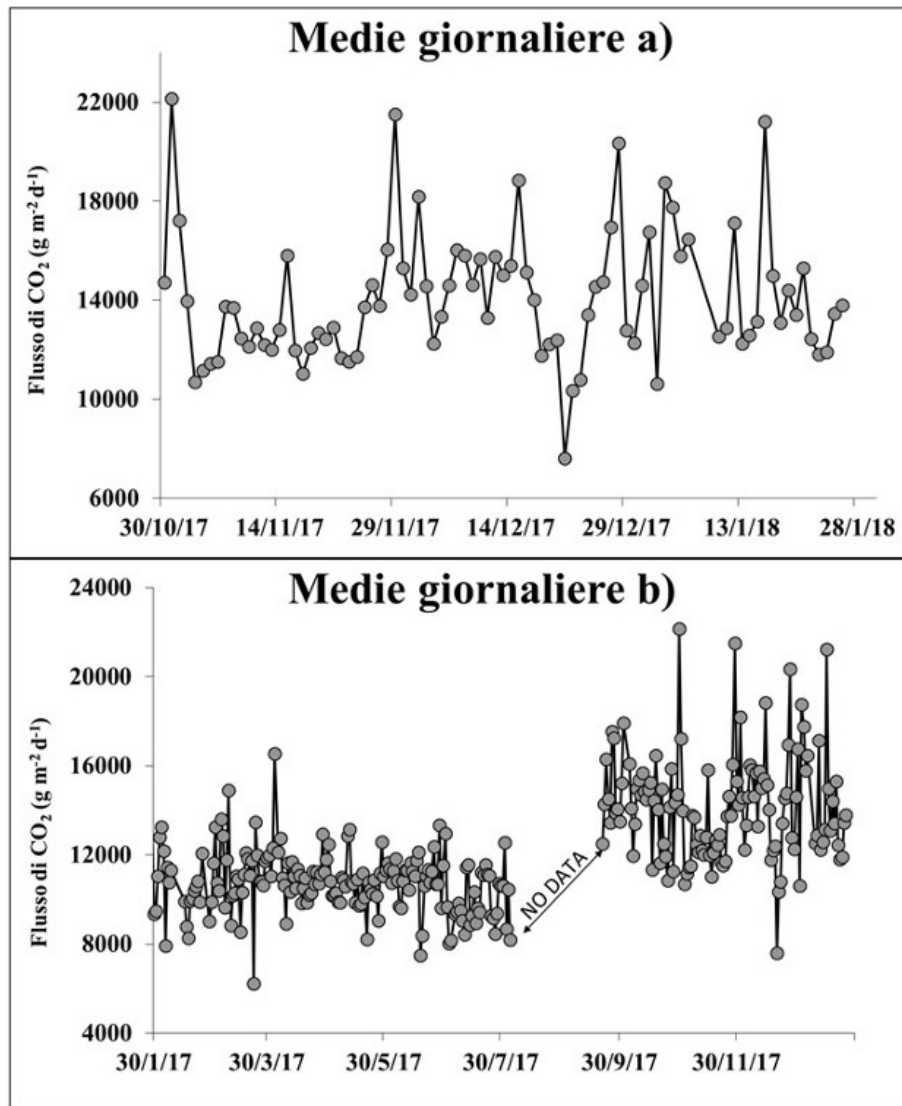 Medie giornaliere a)
Flusso di CO₂ (g m⁻² d⁻¹)
22000
18000
14000
10000
6000
30/10/17 14/11/17 29/11/17 14/12/17 29/12/17 13/1/18 28/1/18
Medie giornaliere b)
Flusso di CO₂ (g m⁻² d⁻¹)
24000
20000
16000
12000
8000
4000
NO DATA
30/1/17 30/3/17 30/5/17 30/7/17 30/9/17 30/11/17